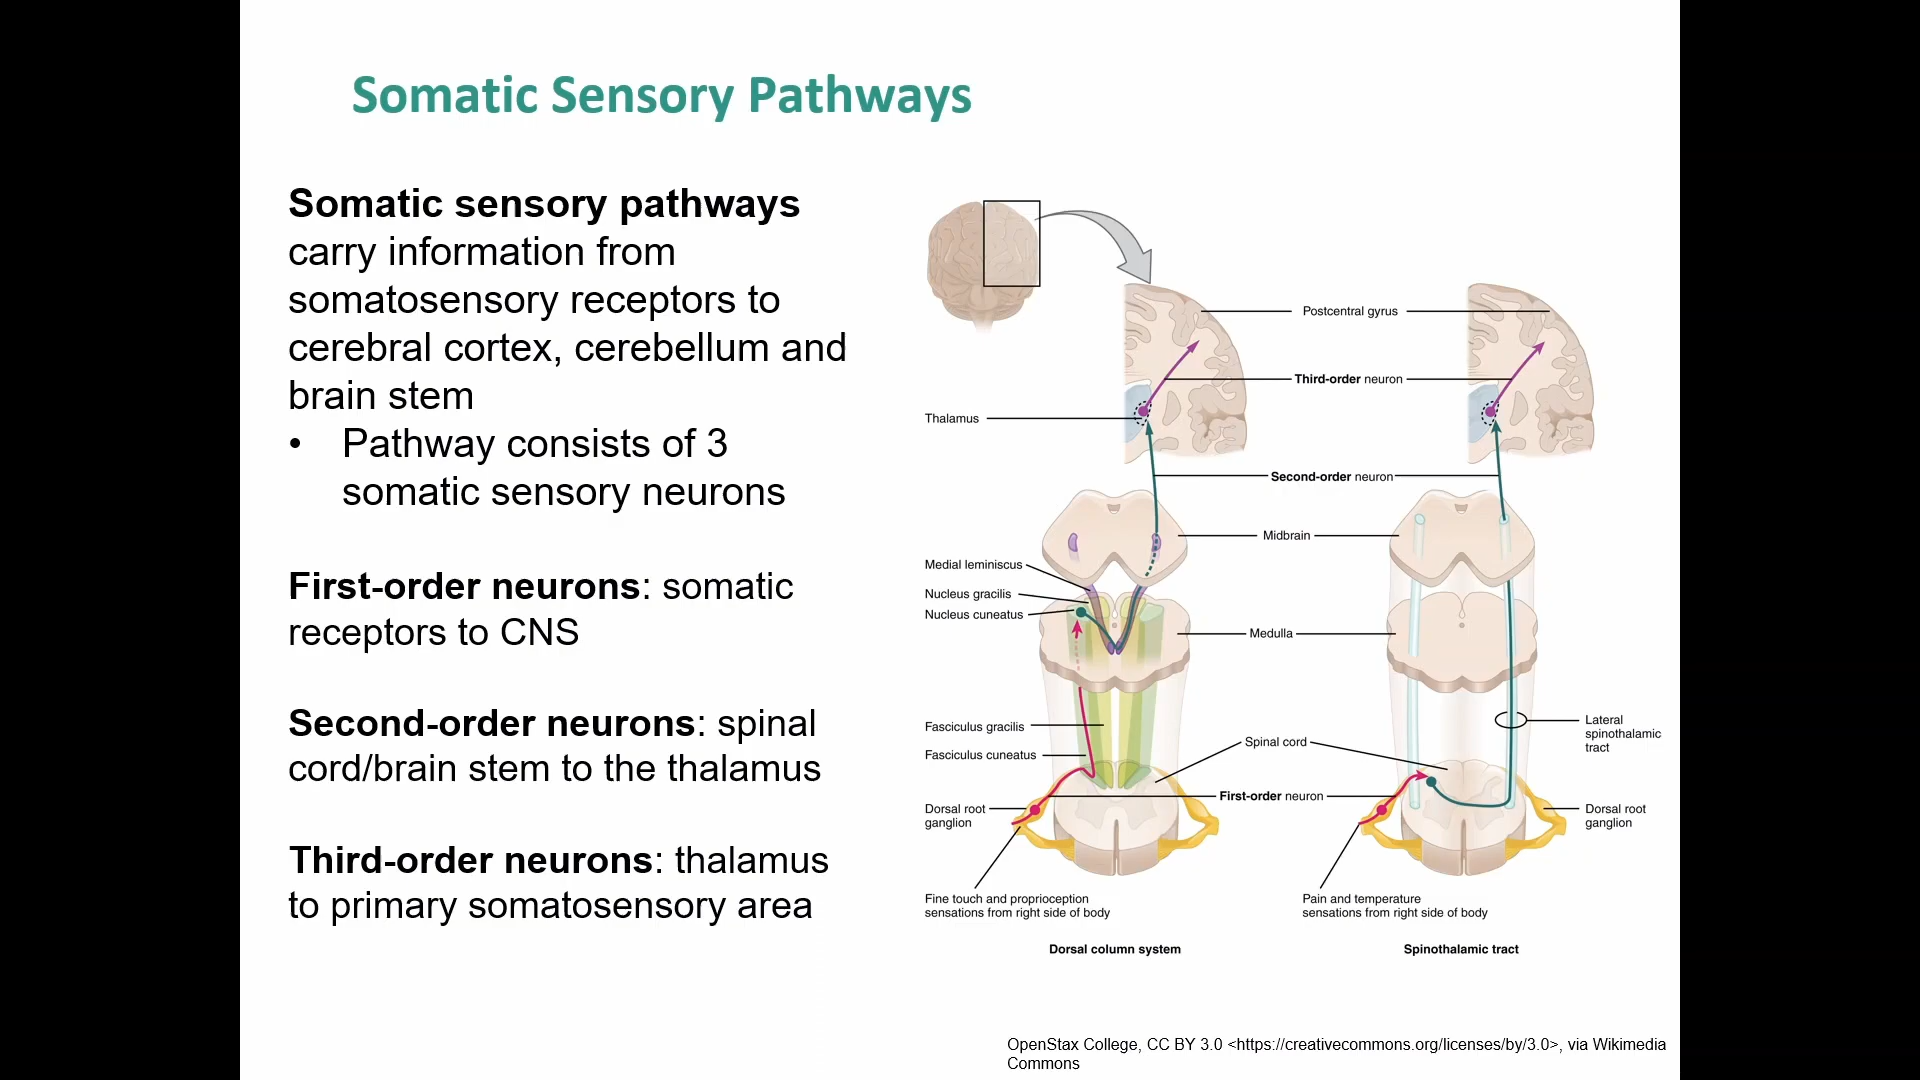 Somatic Sensory Pathways
Somatic sensory pathways
carry information from
somatosensory receptors to
cerebral cortex, cerebellum and
brain stem
• Pathway consists of 3
somatic sensory neurons
First-order neurons: somatic
receptors to CNS
Second-order neurons: spinal
cord/brain stem to the thalamus
Third-order neurons: thalamus
to primary somatosensory area
Postcentral gyrus
Third-order neuron
Thalamus
Second-order neuron
Midbrain
Medial leminiscus
Nucleus gracilis
Nucleus cuneatus
Medulla
Fasciculus gracilis
Fasciculus cuneatus
Spinal cord
Lateral
spinothalamic
tract
First-order neuron
Dorsal root
ganglion
Dorsal root
ganglion
Fine touch and proprioception
sensations from right side of body
Pain and temperature
sensations from right side of body
Dorsal column system
Spinothalamic tract
OpenStax College, CC BY 3.0 <https://creativecommons.org/licenses/by/3.0>, via Wikimedia
Commons